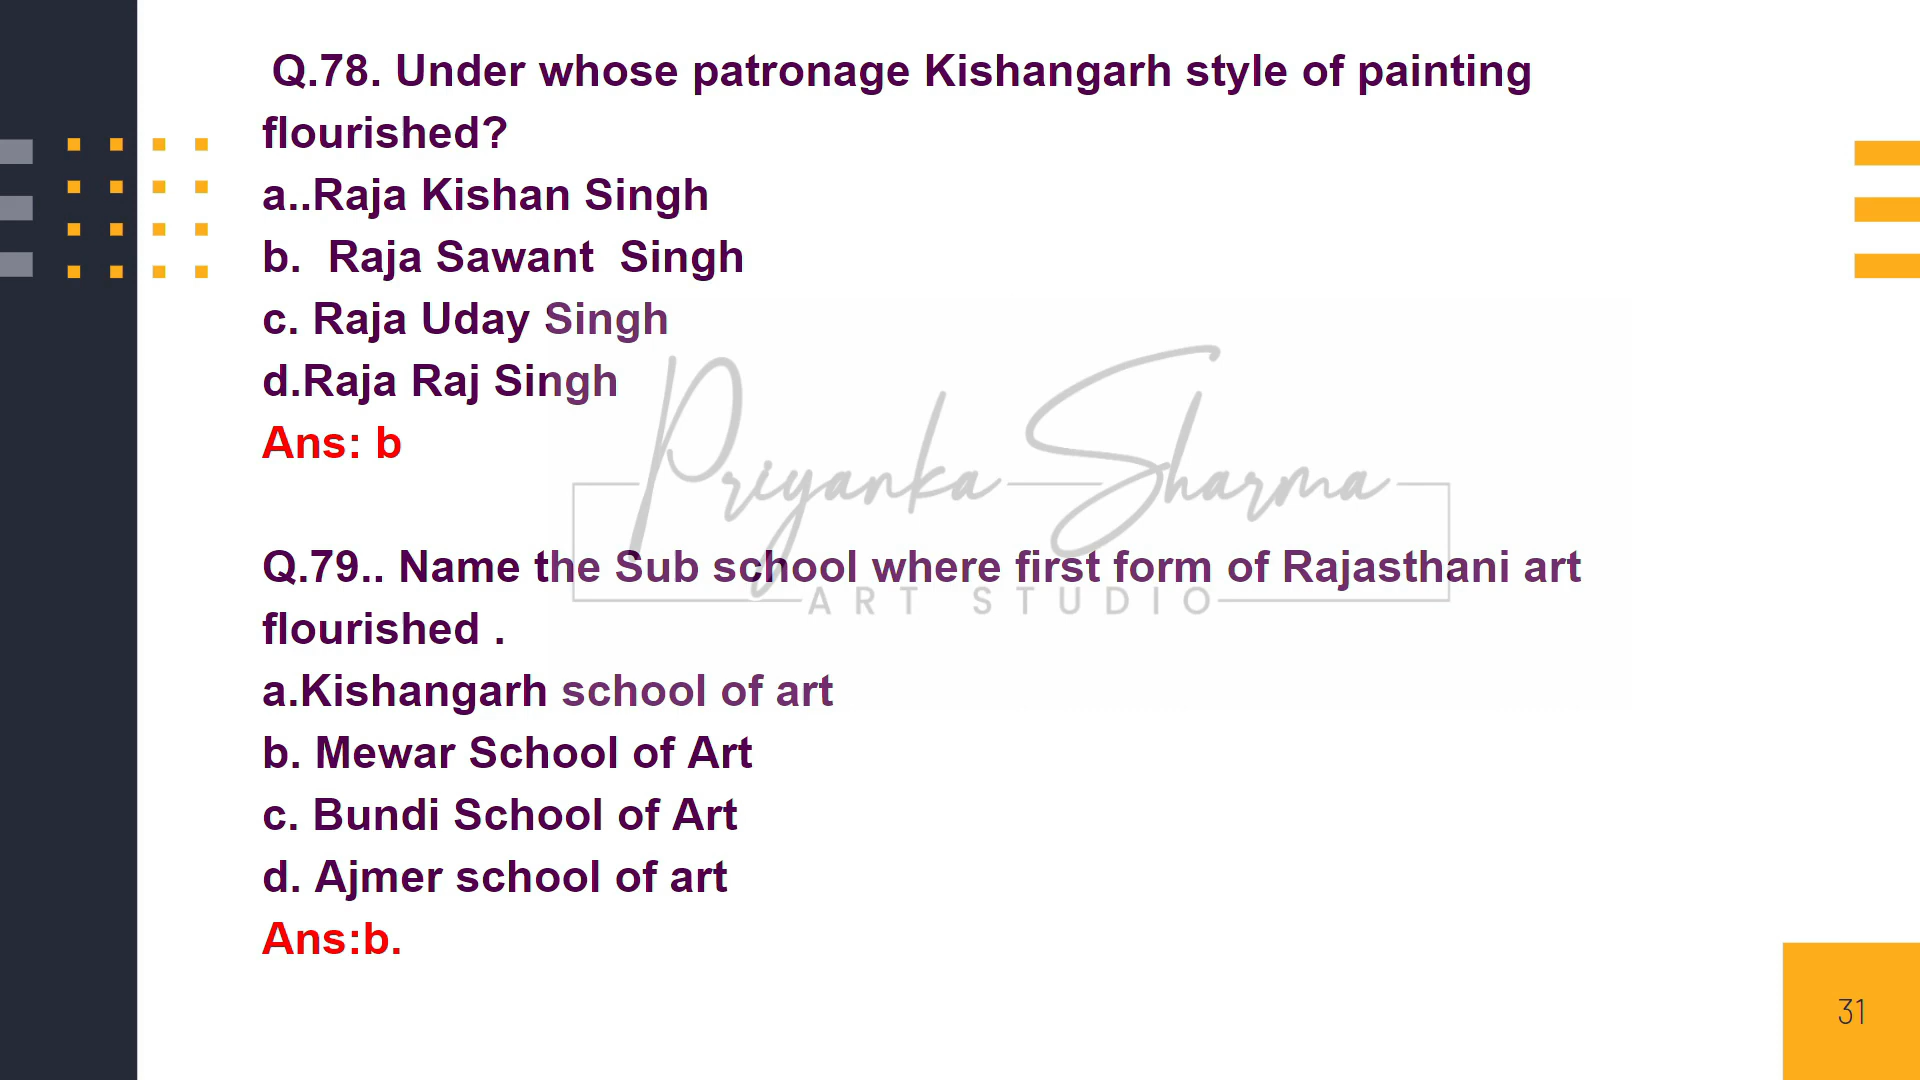 Q.78. Under whose patronage Kishangarh style of painting
flourished?
a..Raja Kishan Singh
b.  Raja Sawant  Singh
c. Raja Uday Singh
d.Raja Raj Singh
Ans: b
Priyanka Sharma
ART STUDIO
Q.79.. Name the Sub school where first form of Rajasthani art
flourished .
a.Kishangarh school of art
b. Mewar School of Art
c. Bundi School of Art
d. Ajmer school of art
Ans:b.
31